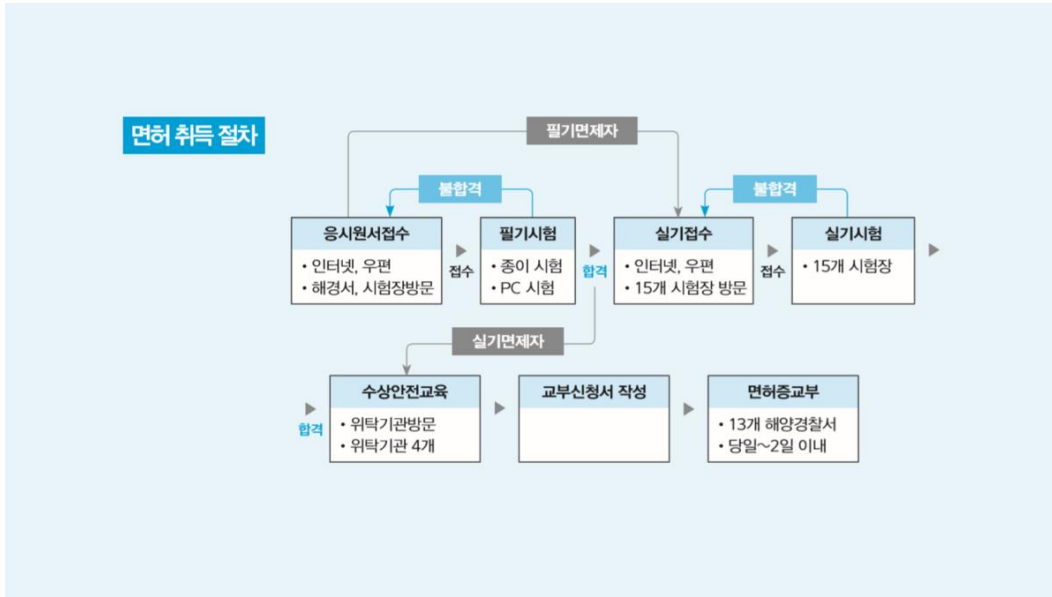 면허 취득 절차
필기면제자
불합격
불합격
응시원서접수
• 인터넷, 우편
• 해경서, 시험장방문
접수
필기시험
• 종이 시험
• PC 시험
합격
실기접수
• 인터넷, 우편
• 15개 시험장 방문
접수
실기시험
• 15개 시험장
실기면제자
합격
수상안전교육
• 위탁기관방문
• 위탁기관 4개
교부신청서 작성
면허증교부
• 13개 해양경찰서
• 당일~2일 이내